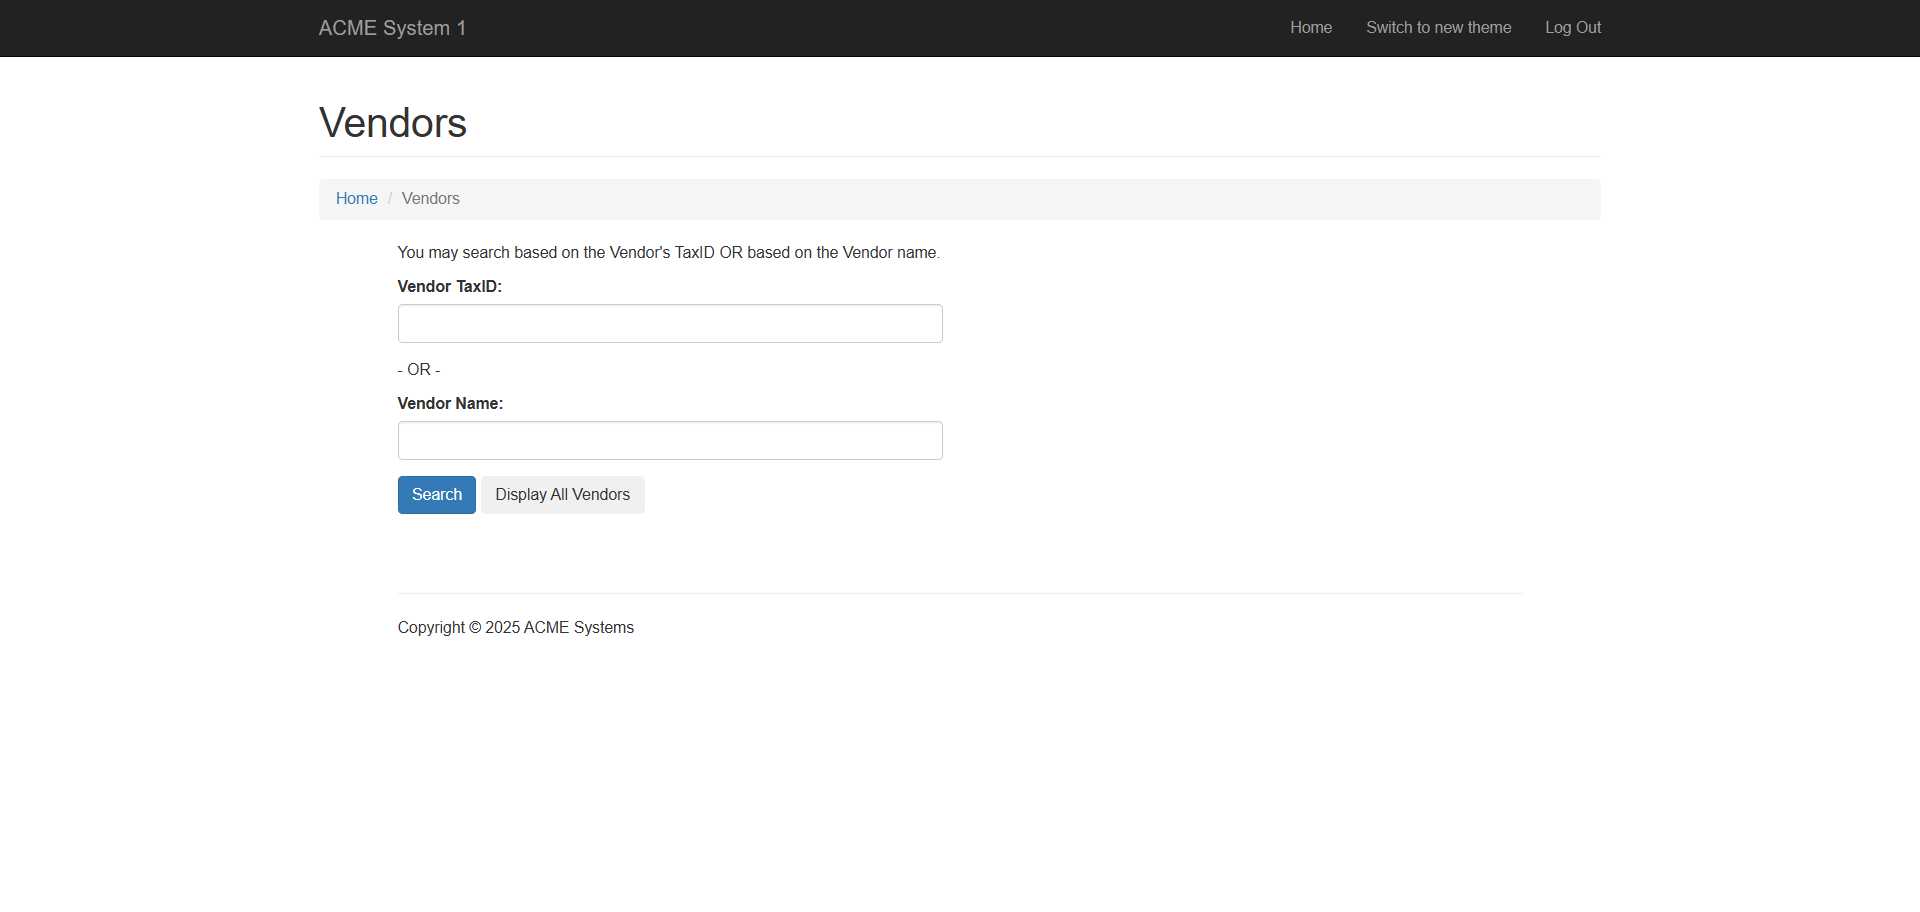 ACME System 1
Home
Switch to new theme
Log Out
Vendors
Home / Vendors
You may search based on the Vendor's TaxID OR based on the Vendor name.
Vendor TaxID:
- OR -
Vendor Name:
Search
Display All Vendors
Copyright © 2025 ACME Systems